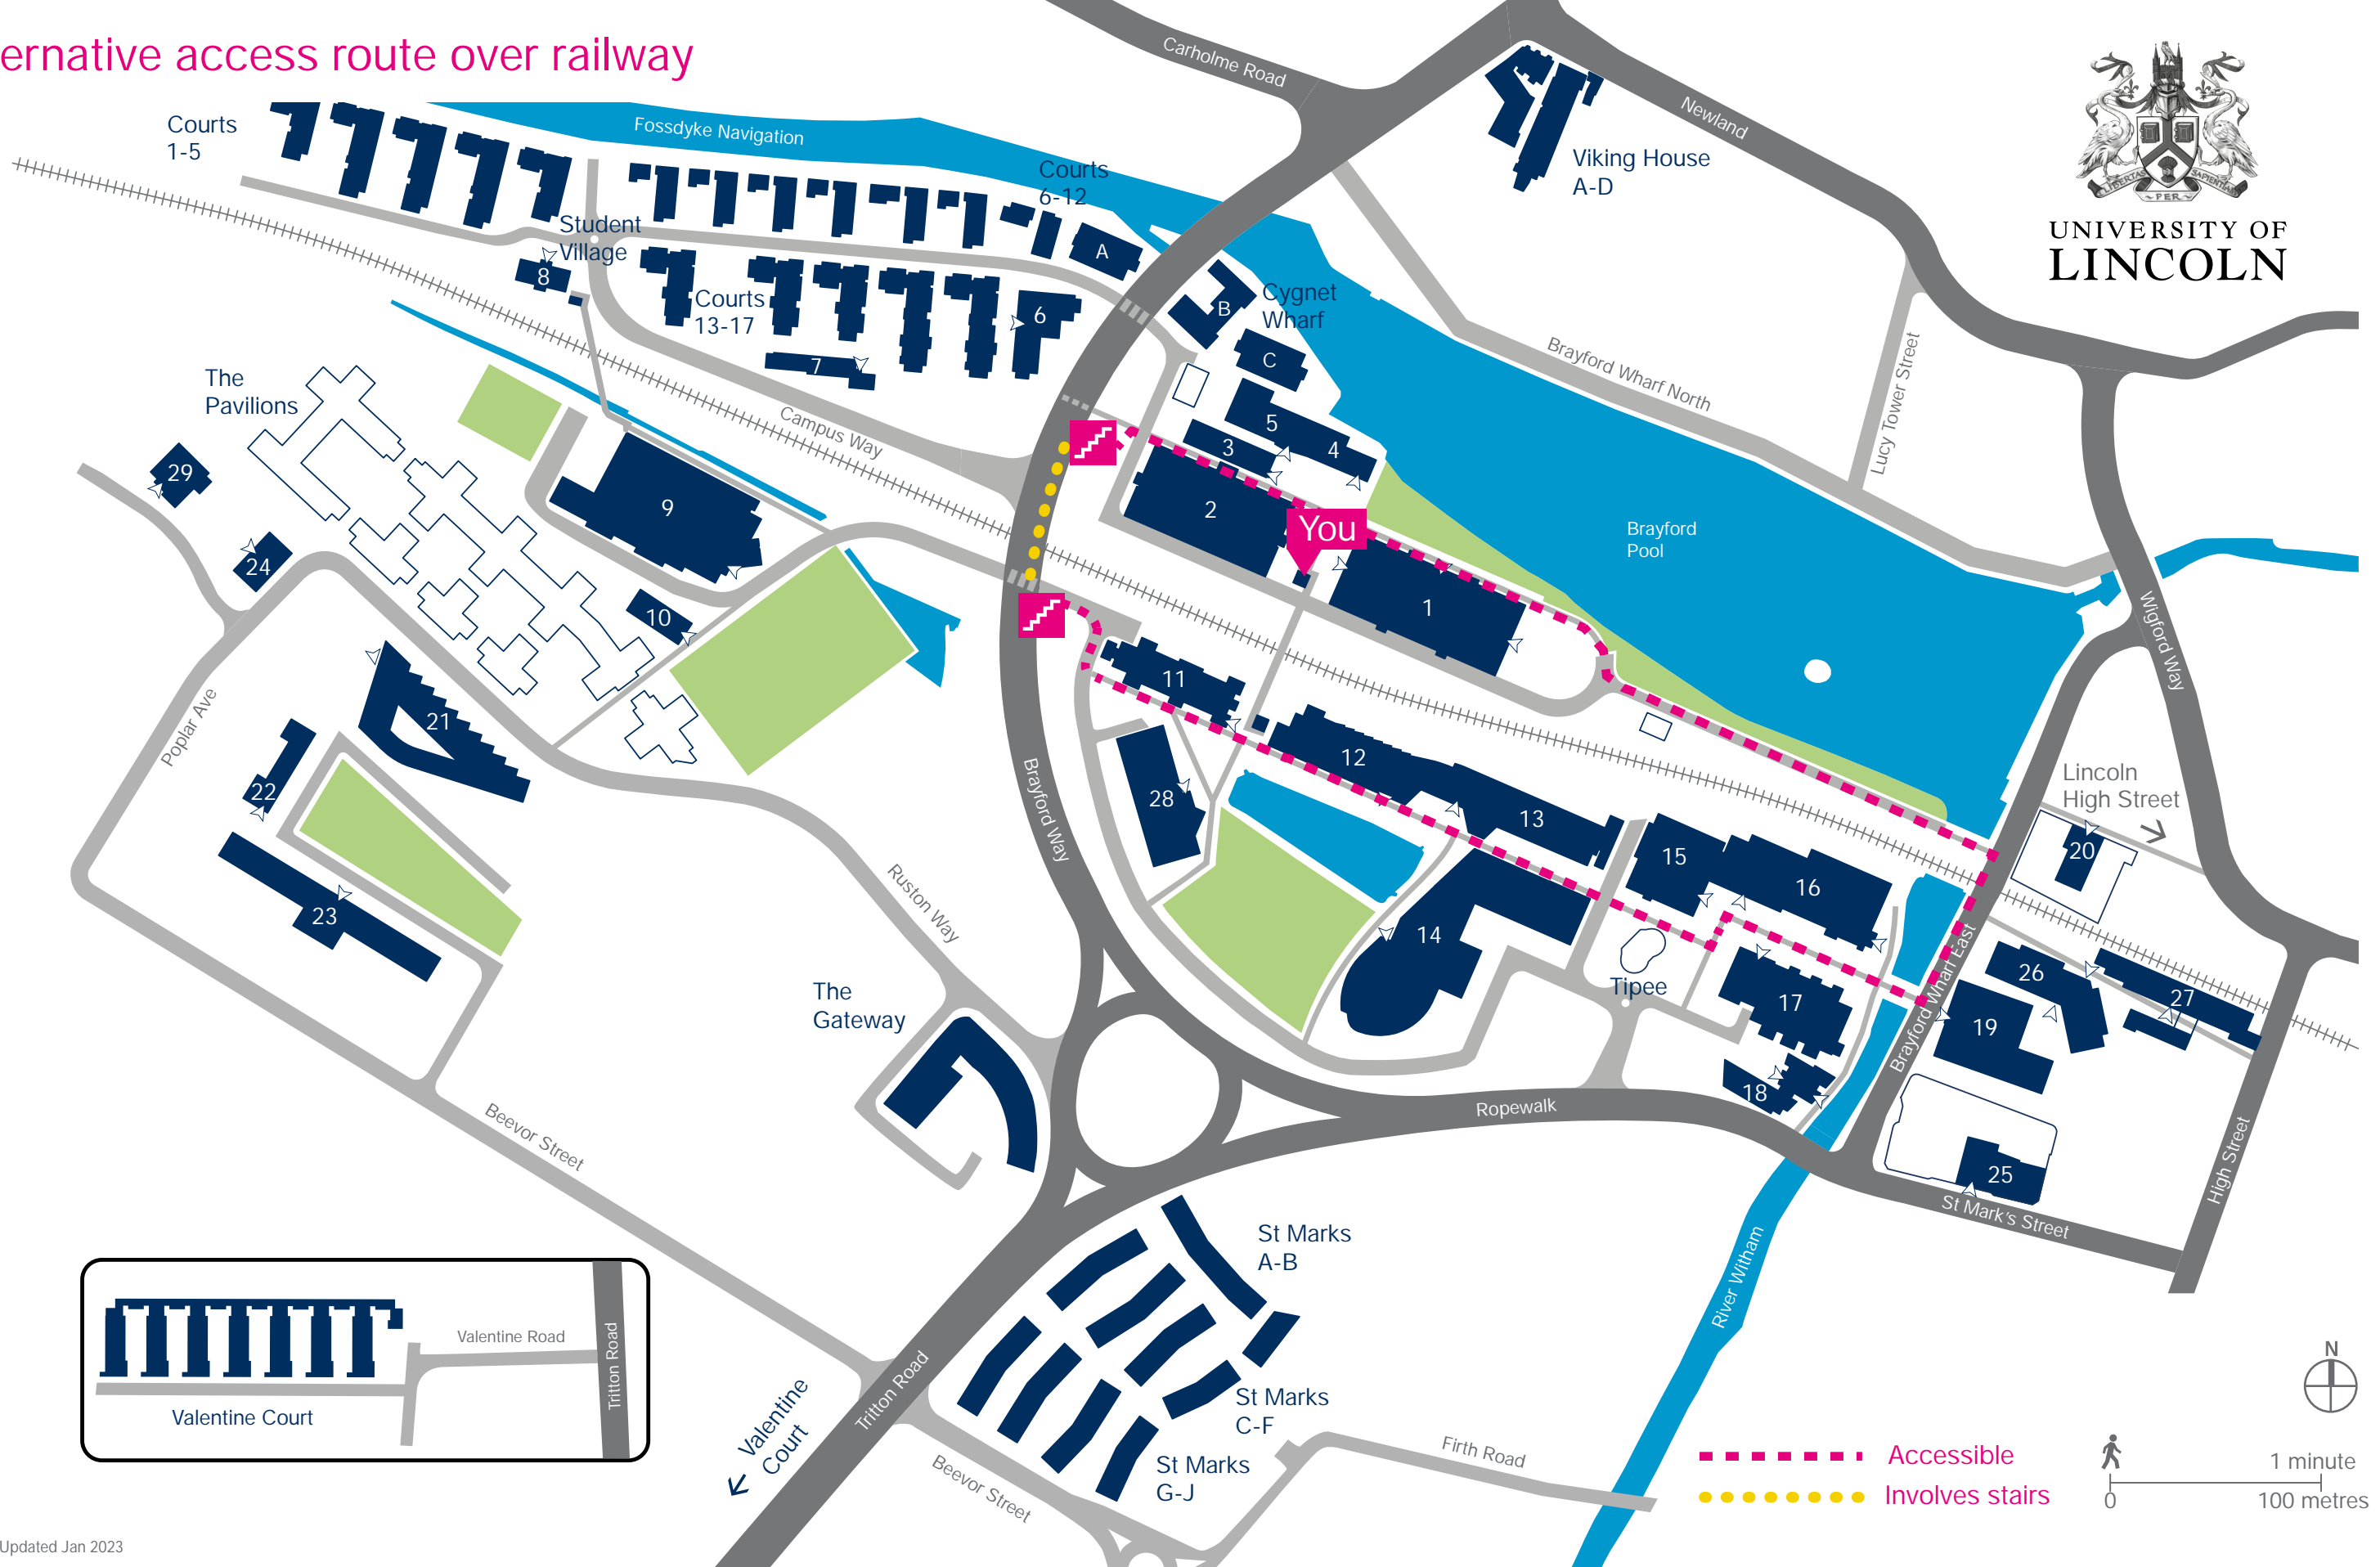 ernative access route over railway
Carholme Road
Newland
Courts
1-5
Fossdyke Navigation
Courts
6-12
Viking House
A-D
LIBERTAS
PER
SAPIENTIAM
UNIVERSITY OF
LINCOLN
Student
Village
A
8
Courts
13-17
6
7
B
Cygnet
Wharf
C
5
3
4
2
Brayford Wharf North
Lucy Tower Street
The
Pavilions
Campus Way
29
24
9
10
You
1
Brayford
Pool
Wigford Way
Poplar Ave
21
22
23
11
12
28
13
Brayford Way
14
15
16
Lincoln
High Street
20
Ruston Way
Tipee
17
Brayford Wharf East
26
27
19
The
Gateway
18
Ropewalk
25
High Street
St Mark's Street
Beevor Street
St Marks
A-B
River Witham
Valentine Road
Tritton Road
Valentine Court
Valentine
Court
Tritton Road
St Marks
C-F
St Marks
G-J
Beevor Street
Firth Road
N
Accessible
Involves stairs
1 minute
0
100 metres
Updated Jan 2023